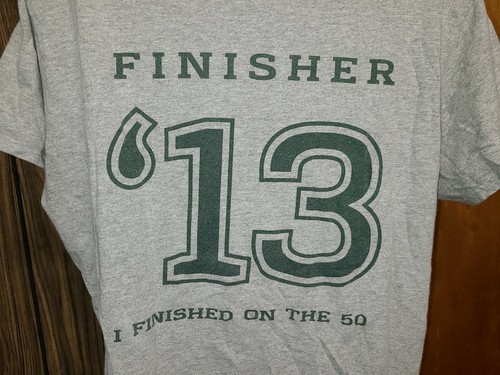 FINISHER
‘13
I FINISHED ON THE 50